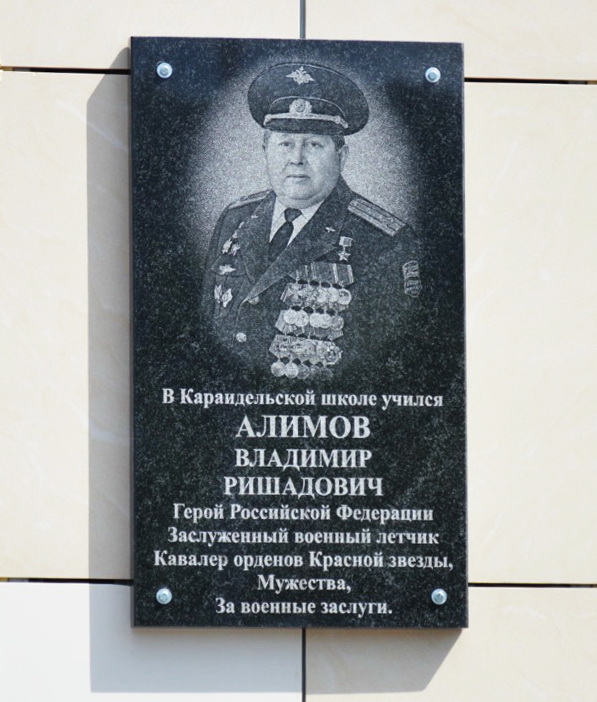 В Караидельской школе учился
АЛИМОВ
ВЛАДИМИР
РИШАДОВИЧ
Герой Российской Федерации
Заслуженный военный летчик
Кавалер орденов Красной звезды,
Мужества,
За военные заслуги.